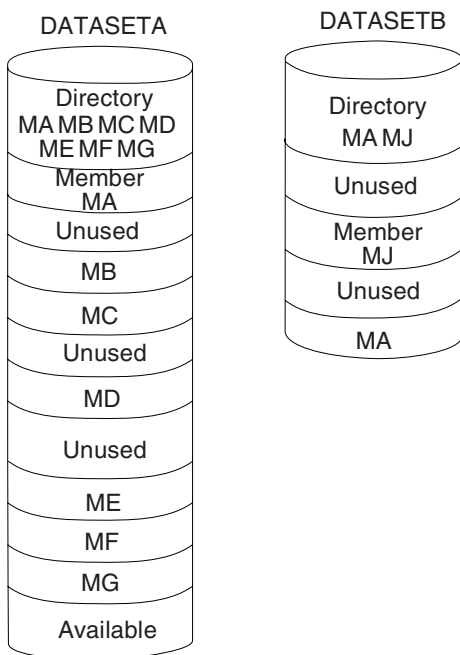 DATASETA
Directory
MA MB MC MD
ME MF MG
Member
MA
Unused
MB
MC
Unused
MD
Unused
ME
MF
MG
Available
DATASETB
Directory
MA MJ
Unused
Member
MJ
Unused
MA